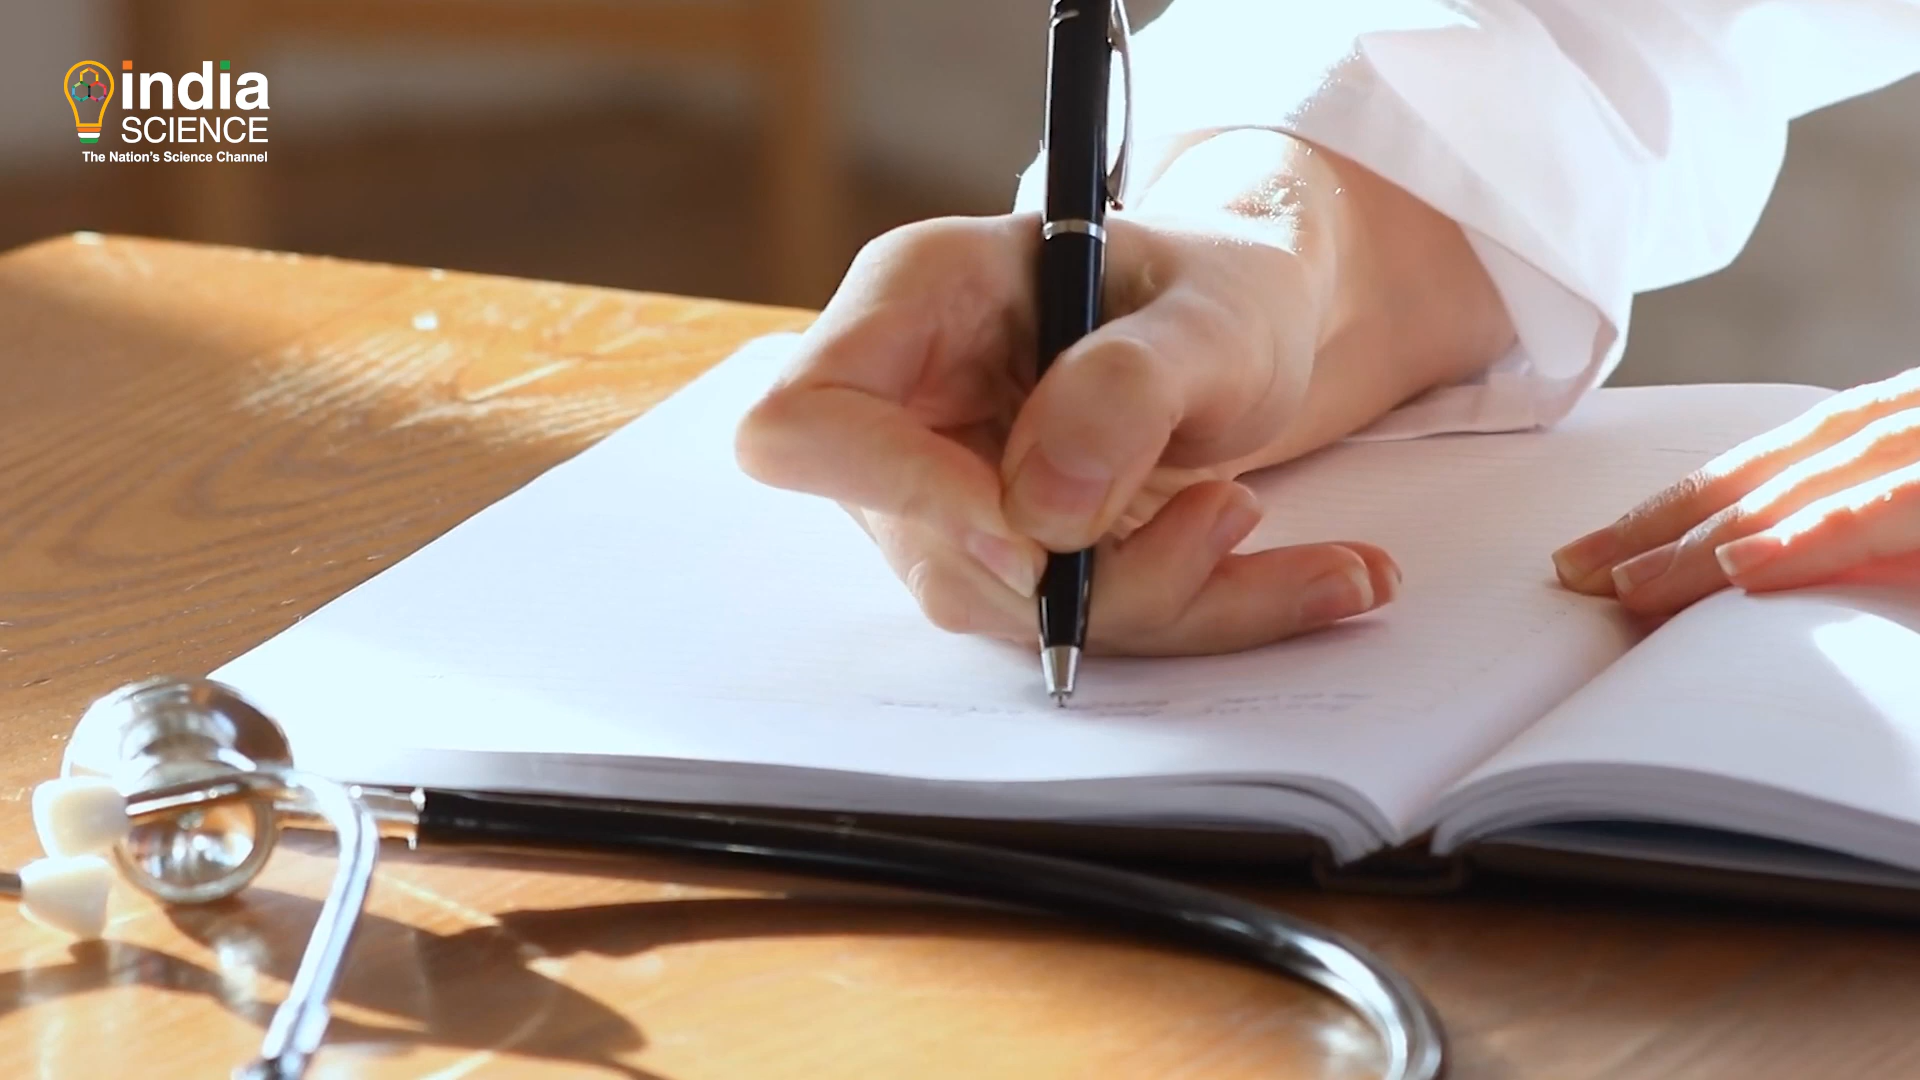 india
SCIENCE
The Nation's Science Channel